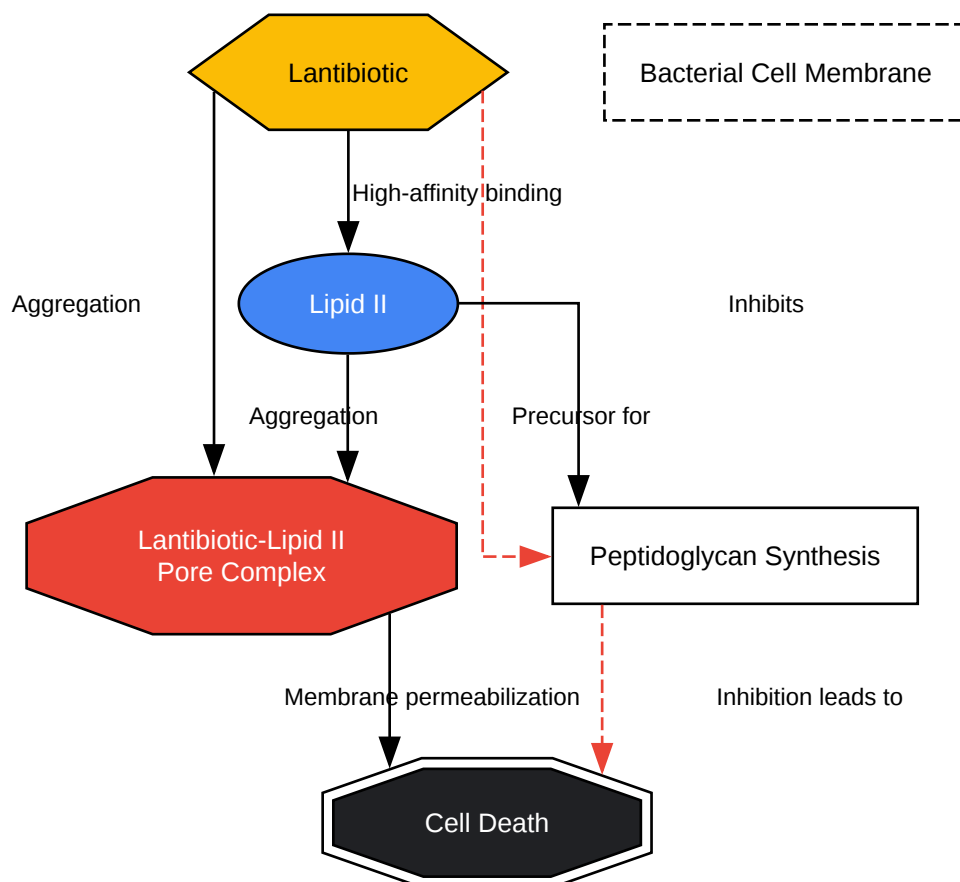 Lantibiotic
Bacterial Cell Membrane
High-affinity binding
Aggregation
Lipid II
Inhibits
Aggregation
Precursor for
Lantibiotic-Lipid II
Pore Complex
Peptidoglycan Synthesis
Membrane permeabilization
Inhibition leads to
Cell Death